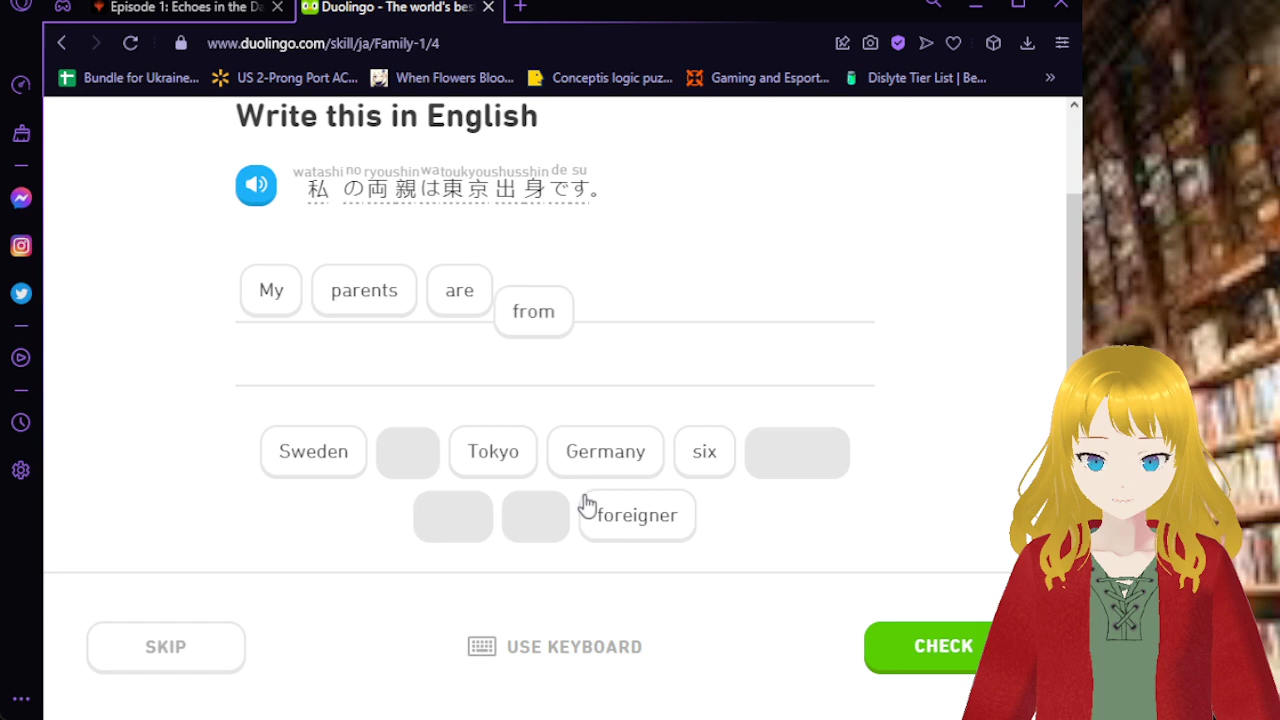 Episode 1: Echoes in the Da
Duolingo - The world's bes
www.duolingo.com/skill/ja/Family-1/4
Bundle for Ukraine... US 2-Prong Port AC... When Flowers Bloo... Conceptis logic puz... Gaming and Esport... Dislyte Tier List | Be... »
Write this in English
watashi no ryoushin wa toukyoushusshin de su
私の両親は東京出身です。
My parents are from
Sweden Tokyo Germany six
foreigner
SKIP USE KEYBOARD CHECK